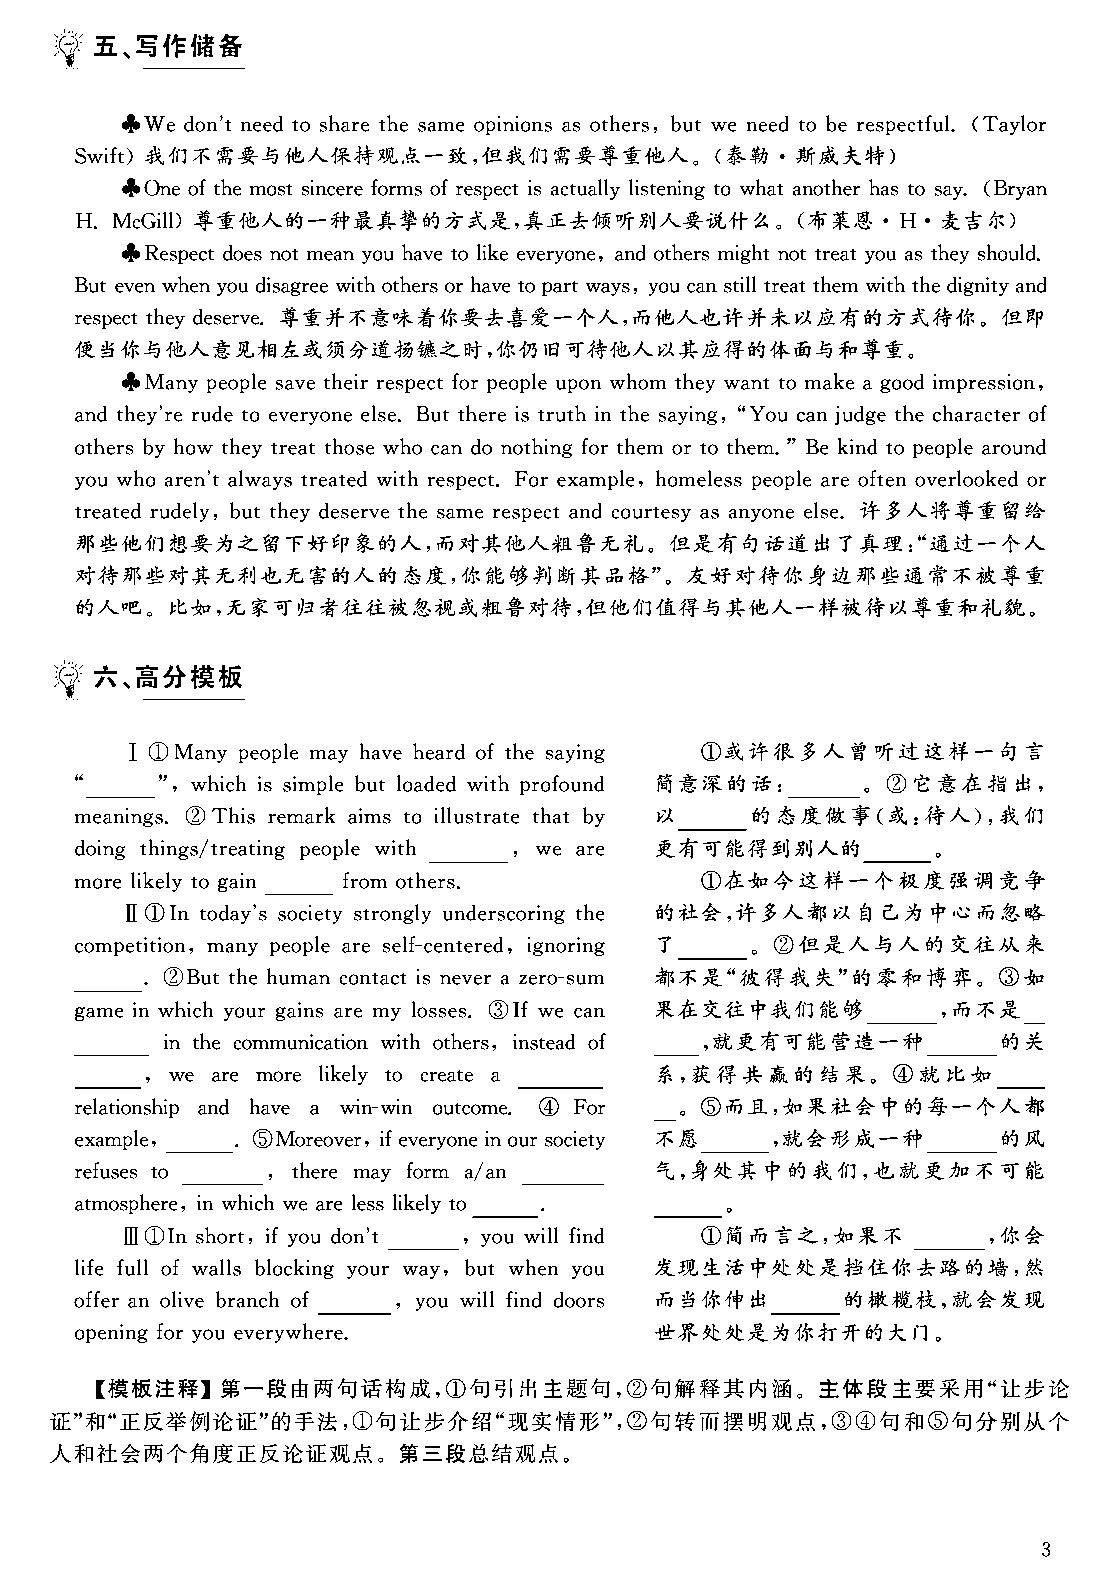 五、写作储备
♣We don't need to share the same opinions as others, but we need to be respectful. (Taylor
Swift) 我们不需要与他人保持观点一致,但我们需要尊重他人。(泰勒·斯威夫特)
♣One of the most sincere forms of respect is actually listening to what another has to say. (Bryan
H. McGill) 尊重他人的一种最真挚的方式是,真正去倾听别人要说什么。(布莱恩·H·麦吉尔)
♣Respect does not mean you have to like everyone, and others might not treat you as they should.
But even when you disagree with others or have to part ways, you can still treat them with the dignity and
respect they deserve. 尊重并不意味着你要去喜爱一个人,而他人也许并未以应有的方式待你。但即
便当你与他人意见相左或须分道扬镳之时,你仍旧可待他人以其应得的体面与和尊重。
♣Many people save their respect for people upon whom they want to make a good impression,
and they're rude to everyone else. But there is truth in the saying, “You can judge the character of
others by how they treat those who can do nothing for them or to them.” Be kind to people around
you who aren't always treated with respect. For example, homeless people are often overlooked or
treated rudely, but they deserve the same respect and courtesy as anyone else. 许多人将尊重留给
那些他们想要为之留下好印象的人,而对其他人粗鲁无礼。但是有句话道出了真理:“通过一个人
对待那些对其无利也无害的人的态度,你能够判断其品格”。友好对待你身边那些通常不被尊重
的人吧。比如,无家可归者往往被忽视或粗鲁对待,但他们值得与其他人一样被待以尊重和礼貌。
六、高分模板
Ⅰ ①Many people may have heard of the saying
“______”, which is simple but loaded with profound
meanings. ②This remark aims to illustrate that by
doing things/treating people with ______, we are
more likely to gain ______ from others.
Ⅱ ①In today's society strongly underscoring the
competition, many people are self-centered, ignoring
______. ②But the human contact is never a zero-sum
game in which your gains are my losses. ③If we can
______ in the communication with others, instead of
______, we are more likely to create a ______
relationship and have a win-win outcome. ④ For
example, ______. ⑤Moreover, if everyone in our society
refuses to ______, there may form a/an ______
atmosphere, in which we are less likely to ______.
Ⅲ ①In short, if you don't ______, you will find
life full of walls blocking your way, but when you
offer an olive branch of ______, you will find doors
opening for you everywhere.
①或许很多人曾听过这样一句言
简意深的话:______。②它意在指出,
以______的态度做事(或:待人),我们
更有可能得到别人的______。
①在如今这样一个极度强调竞争
的社会,许多人都以自己为中心而忽略
了______。②但是人与人的交往从来
都不是“彼得我失”的零和博弈。③如
果在交往中我们能够______,而不是__
____,就更有可能营造一种______的关
系,获得共赢的结果。④就比如____
__。⑤而且,如果社会中的每一个人都
不愿______,就会形成一种______的风
气,身处其中的我们,也就更加不可能
______。
①简而言之,如果不 ______,你会
发现生活中处处是挡住你去路的墙,然
而当你伸出______的橄榄枝,就会发现
世界处处是为你打开的大门。
【模板注释】第一段由两句话构成,①句引出主题句,②句解释其内涵。主体段主要采用“让步论
证”和“正反举例论证”的手法,①句让步介绍“现实情形”,②句转而摆明观点,③④句和⑤句分别从个
人和社会两个角度正反论证观点。第三段总结观点。
3